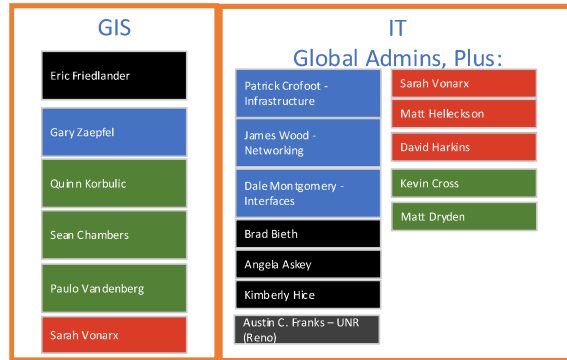 GIS
Eric Friedlander
Gary Zaepfel
Quinn Korbulic
Sean Chambers
Paulo Vandenberg
Sarah Vonarx
IT
Global Admins, Plus:
Patrick Crofoot -
Infrastructure
James Wood -
Networking
Dale Montgomery -
Interfaces
Brad Bieth
Angela Askey
Kimberly Hice
Austin C. Franks – UNR
(Reno)
Sarah Vonarx
Matt Helleckson
David Harkins
Kevin Cross
Matt Dryden